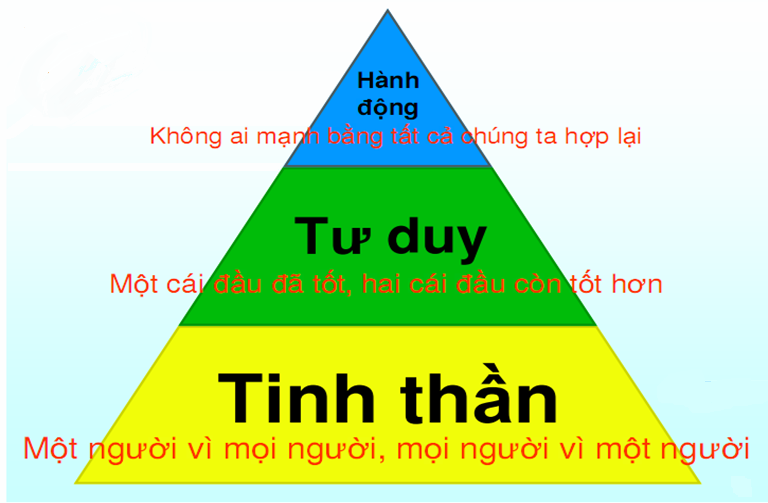 Hành
động
Không ai mạnh bằng tất cả chúng ta hợp lại
Tư duy
Một cái đầu đã tốt, hai cái đầu còn tốt hơn
Tinh thần
Một người vì mọi người, mọi người vì một người